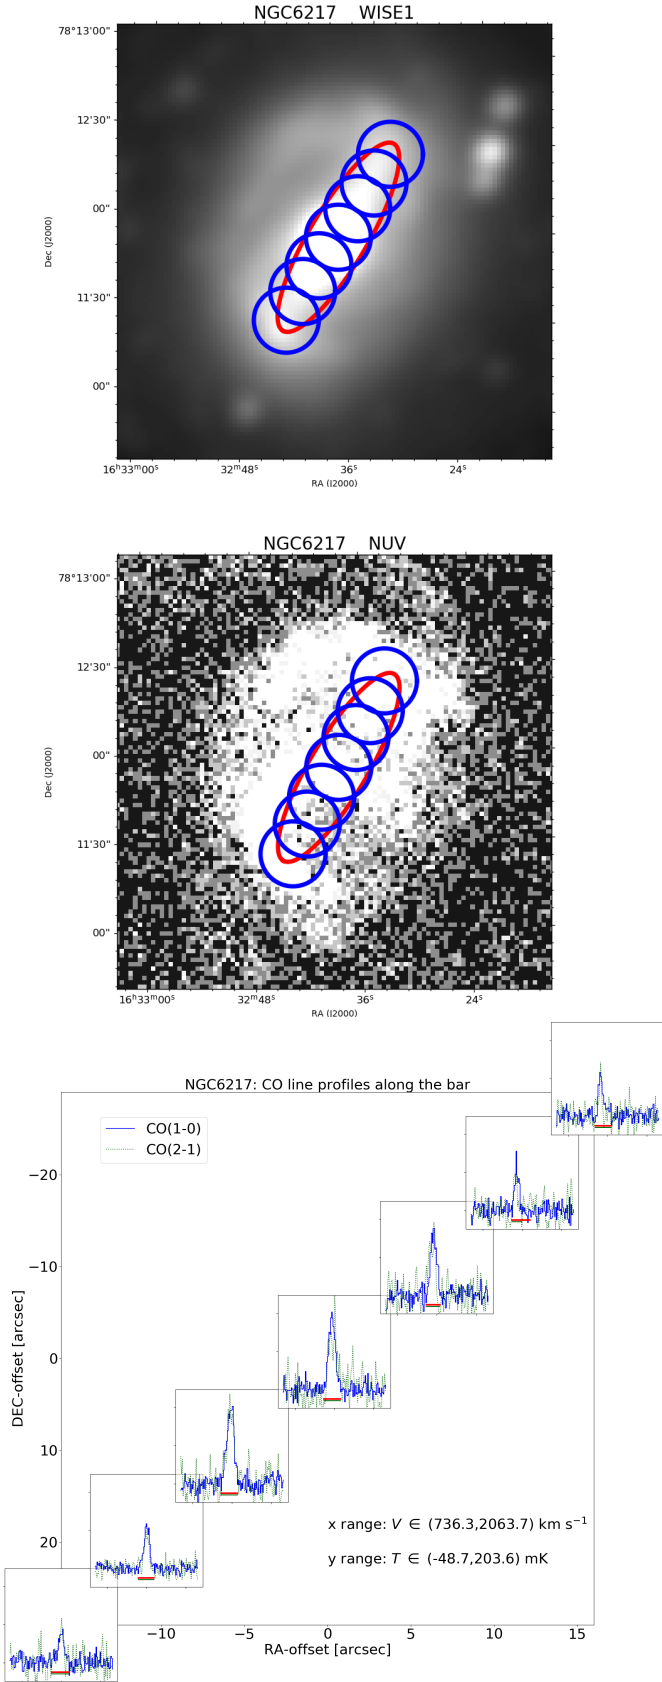 NGC6217 WISE1
78°13'00"
12'30"
00"
11'30"
00"
Dec (J2000)
16ʰ33ᵐ00ˢ 32ᵐ48ˢ 36ˢ 24ˢ
RA (J2000)
NGC6217 NUV
78°13'00"
12'30"
00"
11'30"
00"
Dec (J2000)
16ʰ33ᵐ00ˢ 32ᵐ48ˢ 36ˢ 24ˢ
RA (J2000)
NGC6217: CO line profiles along the bar
CO(1-0)
CO(2-1)
−20
−10
0
10
20
DEC-offset [arcsec]
x range: V ∈ (736.3,2063.7) km s⁻¹
y range: T ∈ (-48.7,203.6) mK
−10 −5 0 5 10 15
RA-offset [arcsec]